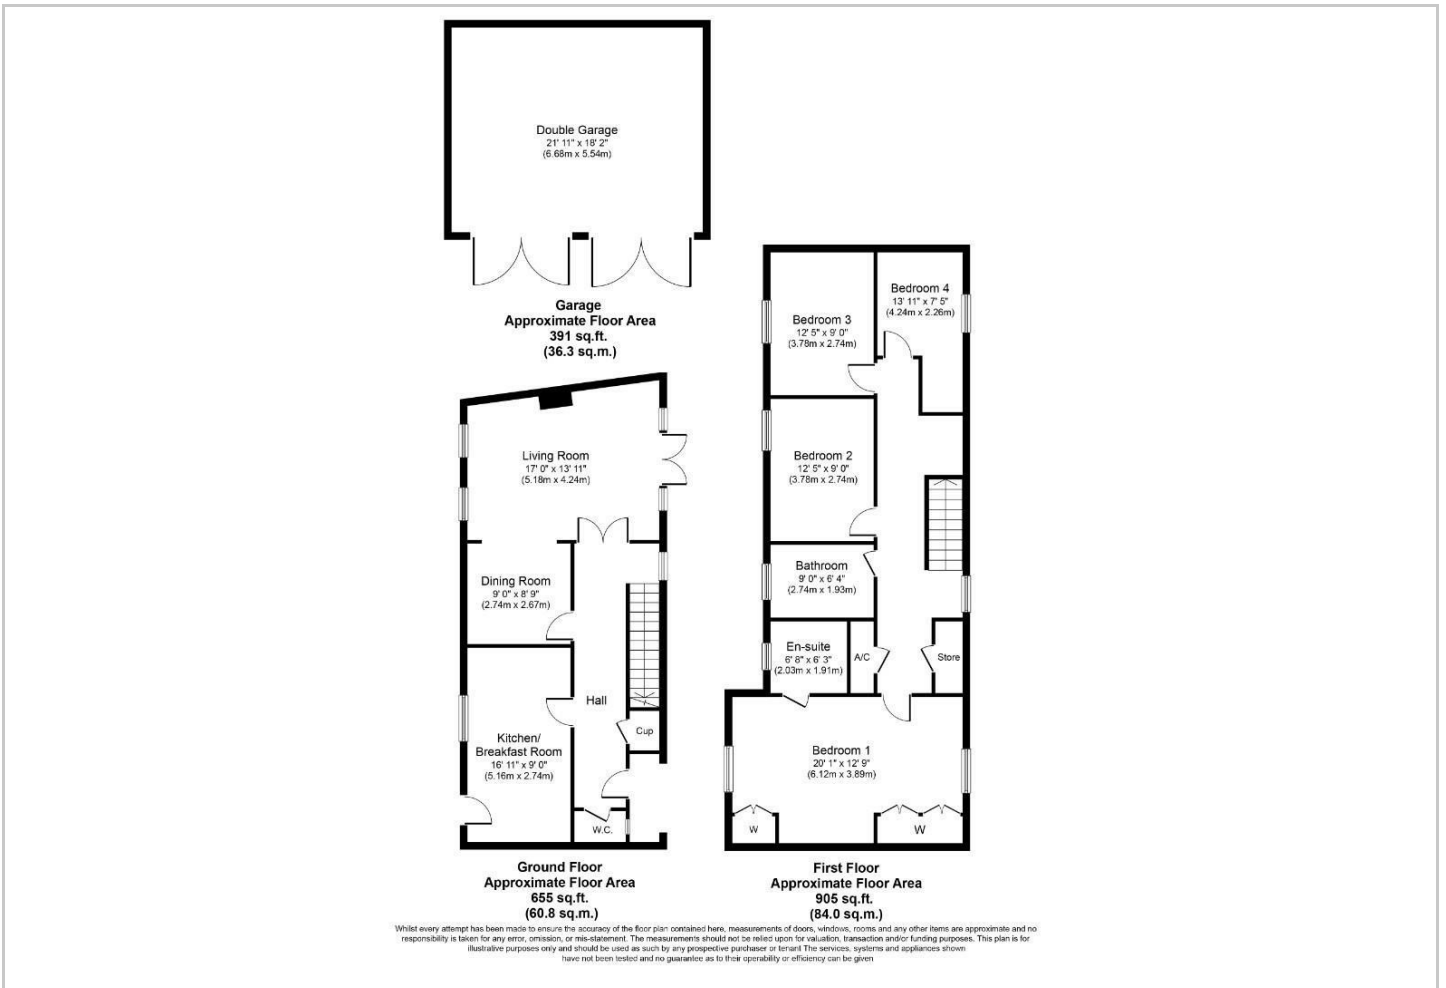 Double Garage
21' 11" x 18' 2"
(6.68m x 5.54m)
Garage
Approximate Floor Area
391 sq.ft.
(36.3 sq.m.)
Living Room
17' 0" x 13' 11"
(5.18m x 4.24m)
Dining Room
9' 0" x 8' 9"
(2.74m x 2.67m)
Hall
Cup
Kitchen/
Breakfast Room
16' 11" x 9' 0"
(5.16m x 2.74m)
W.C.
Ground Floor
Approximate Floor Area
655 sq.ft.
(60.8 sq.m.)
Bedroom 4
13' 11" x 7' 5"
(4.24m x 2.26m)
Bedroom 3
12' 5" x 9' 0"
(3.78m x 2.74m)
Bedroom 2
12' 5" x 9' 0"
(3.78m x 2.74m)
Bathroom
9' 0" x 6' 4"
(2.74m x 1.93m)
En-suite
6' 8" x 6' 3"
(2.03m x 1.91m)
A/C
Store
Bedroom 1
20' 1" x 12' 9"
(6.12m x 3.89m)
W
W
First Floor
Approximate Floor Area
905 sq.ft.
(84.0 sq.m.)
Whilst every attempt has been made to ensure the accuracy of the floor plan contained here, measurements of doors, windows, rooms and any other items are approximate and no
responsibility is taken for any error, omission, or mis-statement. The measurements should not be relied upon for valuation, transaction and/or funding purposes. This plan is for
illustrative purposes only and should be used as such by any prospective purchaser or tenant The services, systems and appliances shown
have not been tested and no guarantee as to their operability or efficiency can be given